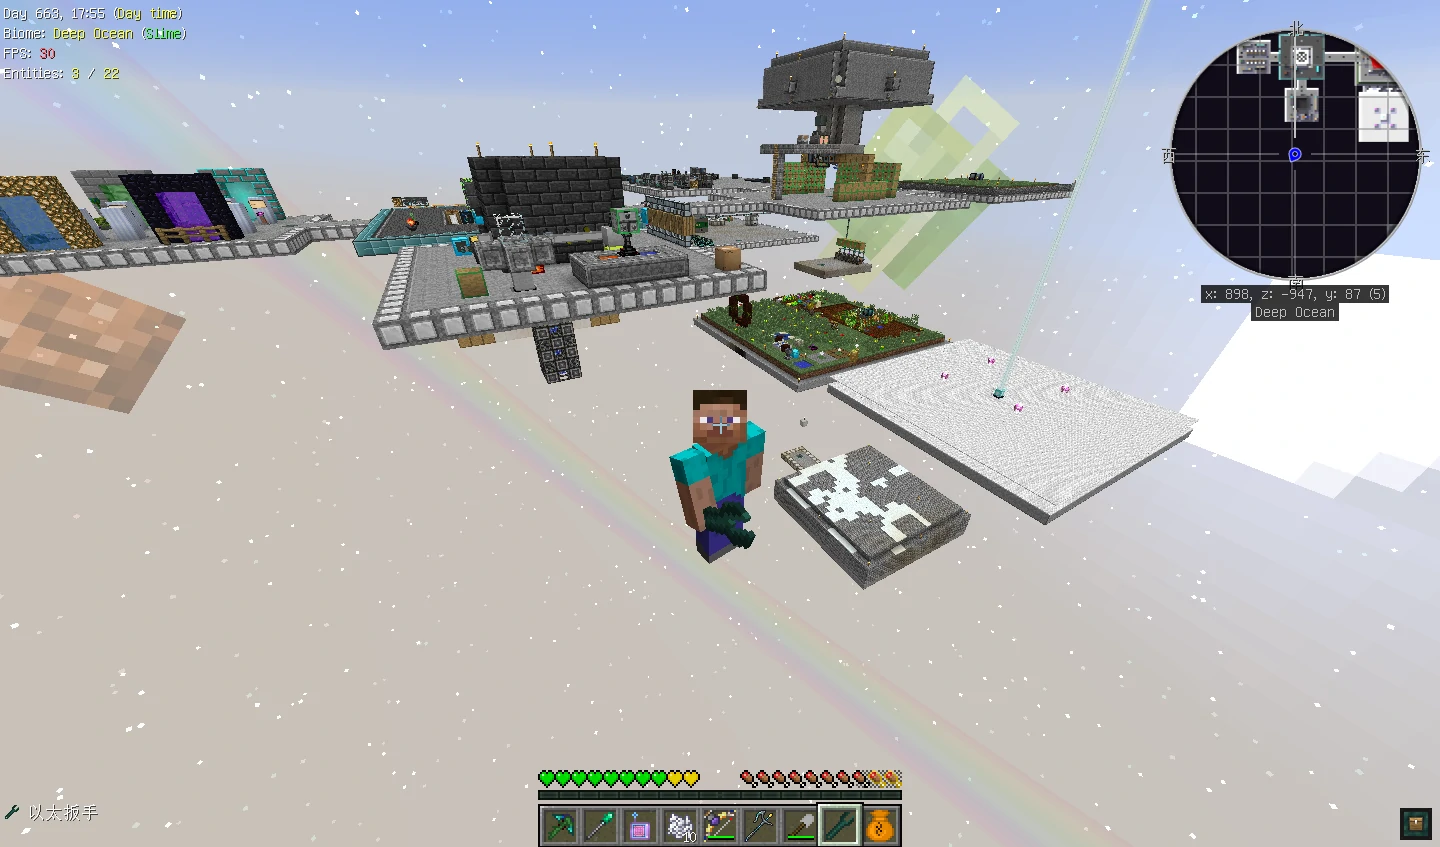 Day 663, 17:55 (Day time)
Biome: Deep Ocean (Slime)
FPS: 30
Entities: 3 / 22
北
西
东
南
x: 898, z: -947, y: 87 (5)
Deep Ocean
以太扳手
10